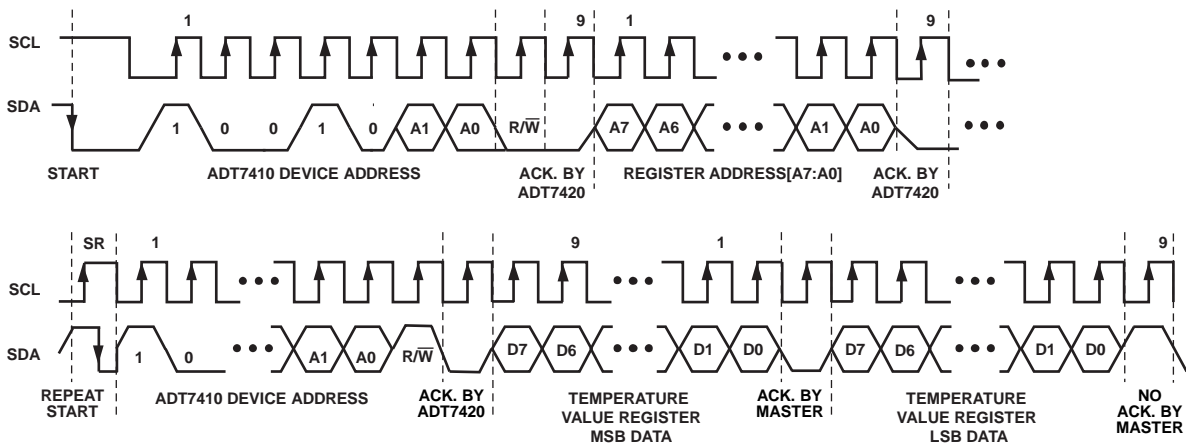 1 9 1 9
SCL
SDA
1 0 0 1 0 A1 A0 R/W̅ A7 A6 A1 A0
START ADT7410 DEVICE ADDRESS ACK. BY REGISTER ADDRESS[A7:A0] ACK. BY
ADT7420 ADT7420
SR 1 9 1 9
SCL
SDA
1 0 A1 A0 R/W̅ D7 D6 D1 D0 D7 D6 D1 D0
REPEAT
START
ADT7410 DEVICE ADDRESS
ACK. BY
ADT7420
TEMPERATURE
VALUE REGISTER
MSB DATA
ACK. BY
MASTER
TEMPERATURE
VALUE REGISTER
LSB DATA
NO
ACK. BY
MASTER